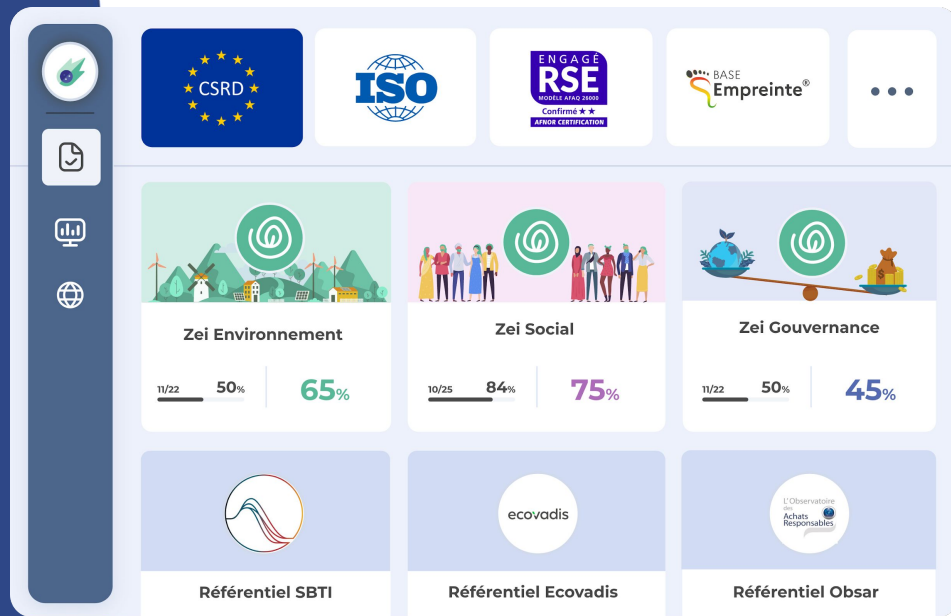 CSRD
ISO
ENGAGÉ
RSE
MODÈLE AFAQ 26000
Confirmé ★ ★
AFNOR CERTIFICATION
BASE
Empreinte®
Zei Environnement
11/22 50% 65%
Zei Social
10/25 84% 75%
Zei Gouvernance
11/22 50% 45%
Référentiel SBTI
ecovadis
Référentiel Ecovadis
L'Observatoire
des
Achats
Responsables
Référentiel Obsar